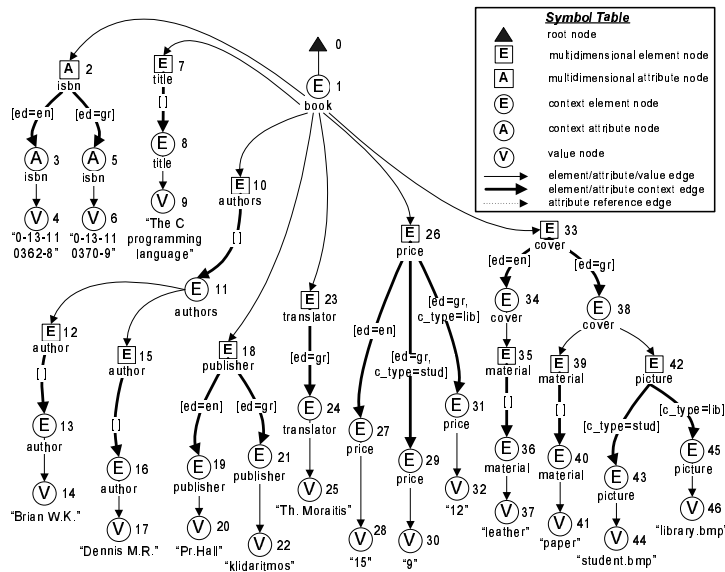 Symbol Table
root node
E multidimensional element node
A multidimensional attribute node
E context element node
A context attribute node
V value node
element/attribute/value edge
element/attribute context edge
attribute reference edge
0
E 1
book
A 2
isbn
[ed=en]
[ed=gr]
A 3
isbn
A 5
isbn
V 4
"0-13-11
0362-8"
V 6
"0-13-11
0370-9"
E 7
title
[ ]
E 8
title
V 9
"The C
programming
language"
E 10
authors
[ ]
E 11
authors
E 12
author
[ ]
E 13
author
V 14
"Brian W.K."
E 15
author
[ ]
E 16
author
V 17
"Dennis M.R."
E 18
publisher
[ed=en]
[ed=gr]
E 19
publisher
V 20
"Pr.Hall"
E 21
publisher
V 22
"klidaritmos"
E 23
translator
[ed=gr]
E 24
translator
V 25
"Th. Moraitis"
E 26
price
[ed=en]
[ed=gr,
c_type=stud]
[ed=gr,
c_type=lib]
E 27
price
V 28
"15"
E 29
price
V 30
"9"
E 31
price
V 32
"12"
E 33
cover
[ed=en]
[ed=gr]
E 34
cover
E 35
material
[ ]
E 36
material
V 37
"leather"
E 38
cover
E 39
material
[ ]
E 40
material
V 41
"paper"
E 42
picture
[c_type=stud]
[c_type=lib]
E 43
picture
V 44
"student.bmp"
E 45
picture
V 46
"library.bmp"